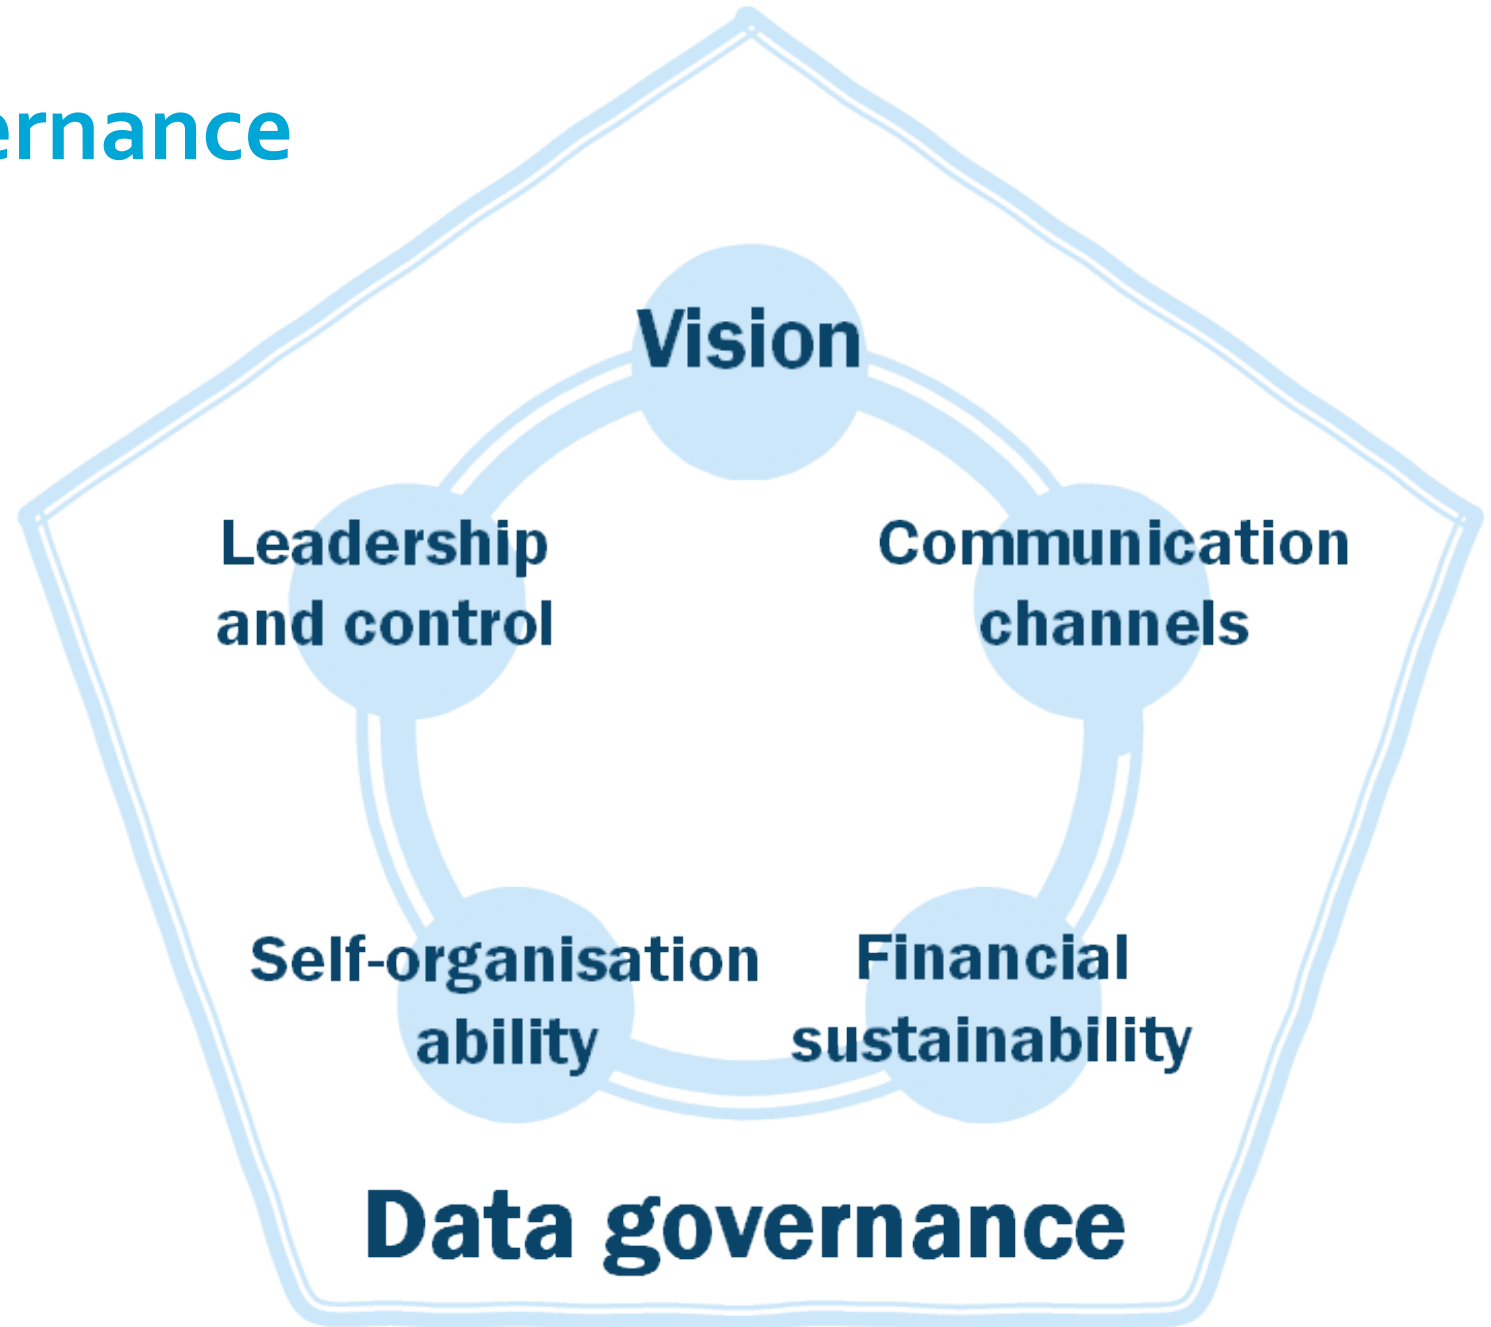 ernance
Vision
Leadership
and control
Communication
channels
Self-organisation
ability
Financial
sustainability
Data governance